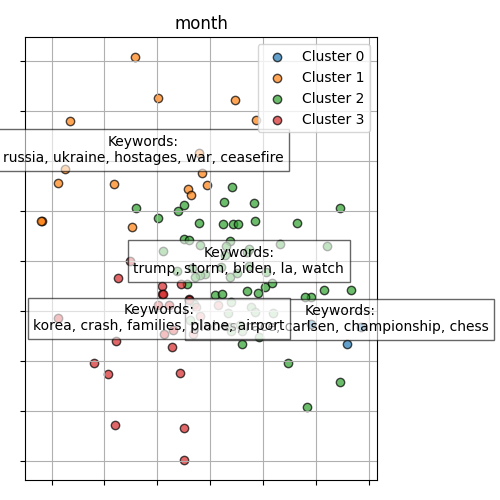 month
Cluster 0
Cluster 1
Cluster 2
Cluster 3
Keywords:
russia, ukraine, hostages, war, ceasefire
Keywords:
trump, storm, biden, la, watch
Keywords:
korea, crash, families, plane, airport
Keywords:
carlsen, championship, chess